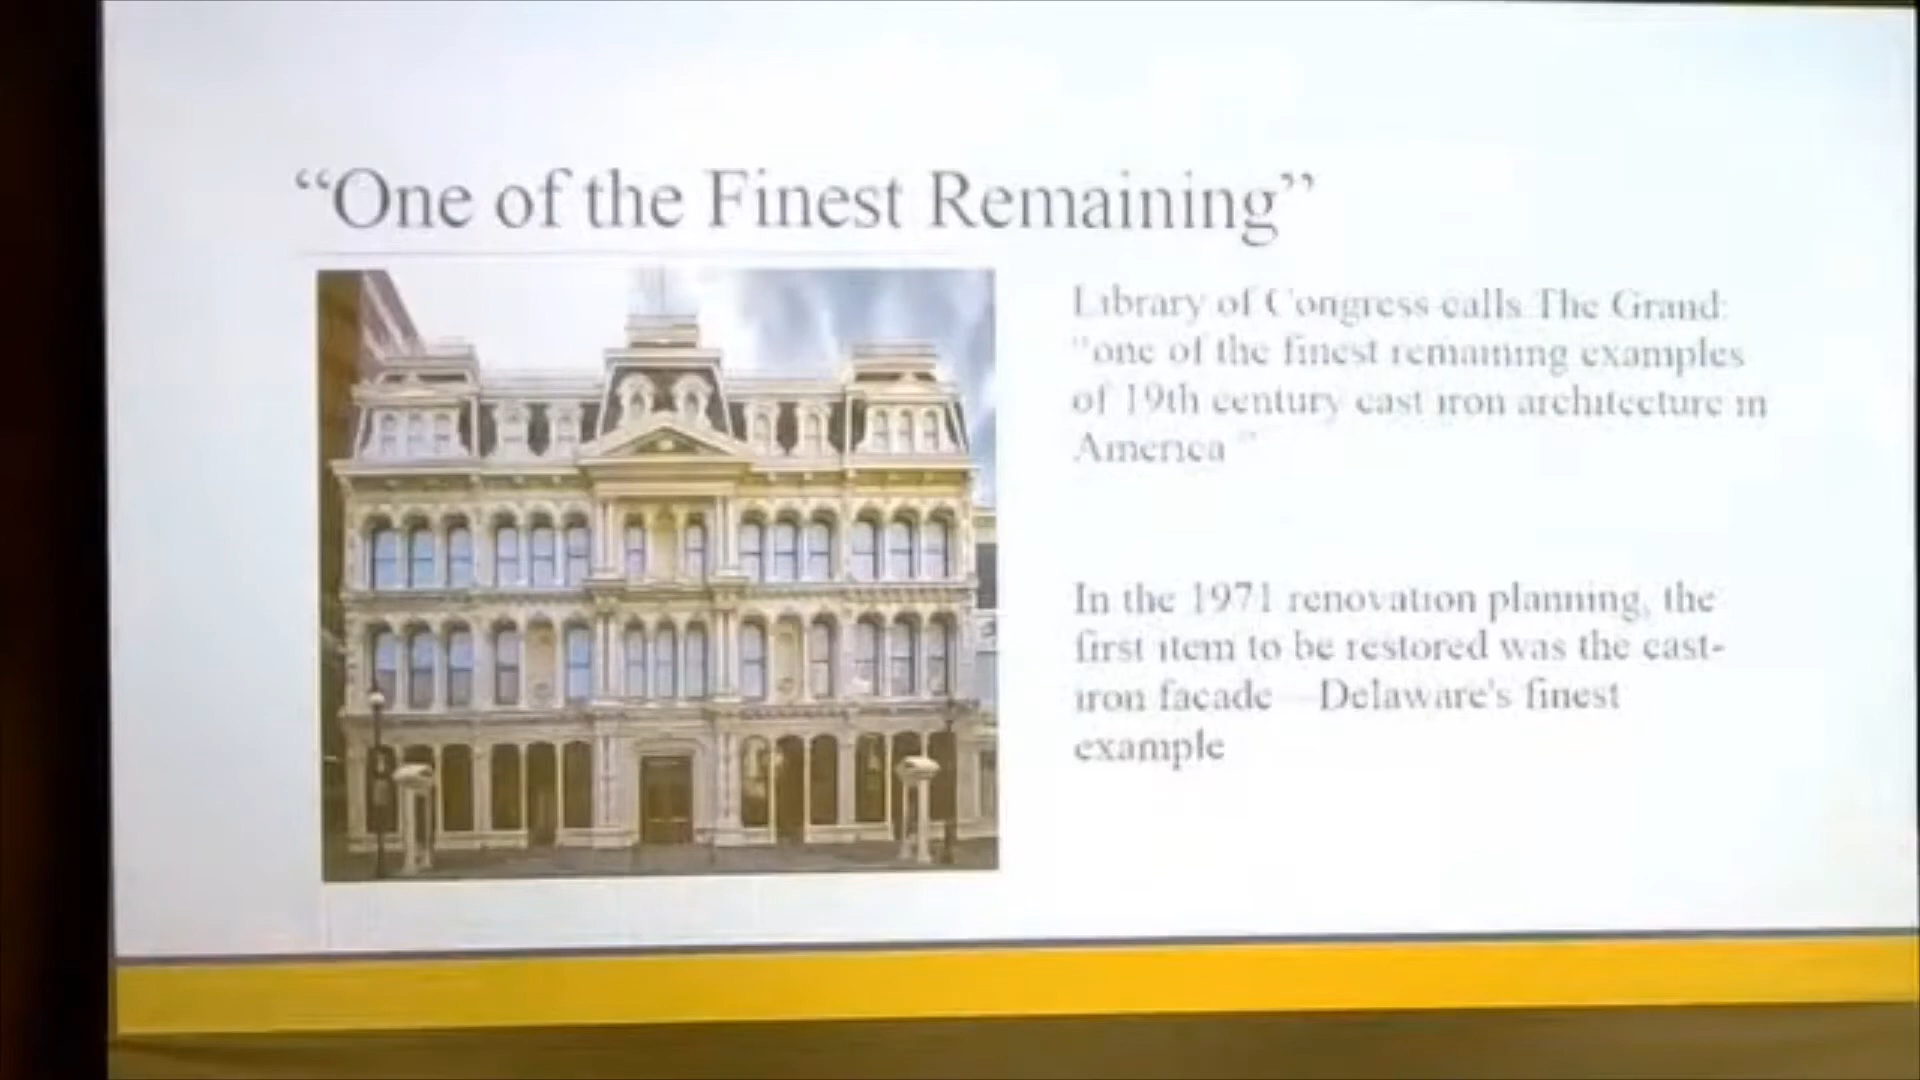 “One of the Finest Remaining”
Library of Congress calls The Grand:
"one of the finest remaining examples
of 19th century cast iron architecture in
America "
In the 1971 renovation planning, the
first item to be restored was the cast-
iron facade—Delaware's finest
example